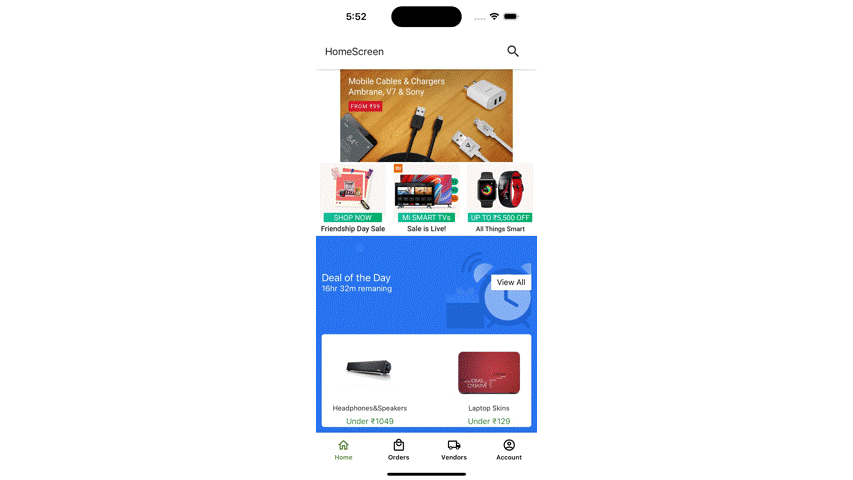 5:52
HomeScreen
Mobile Cables & Chargers
Ambrane, V7 & Sony
FROM ₹99
SHOP NOW
Mi SMART TVs
UP TO ₹5,500 OFF
Friendship Day Sale
Sale is Live!
All Things Smart
Deal of the Day
16hr 32m remaning
View All
Headphones&Speakers
Laptop Skins
Under ₹1049
Under ₹129
Home
Orders
Vendors
Account